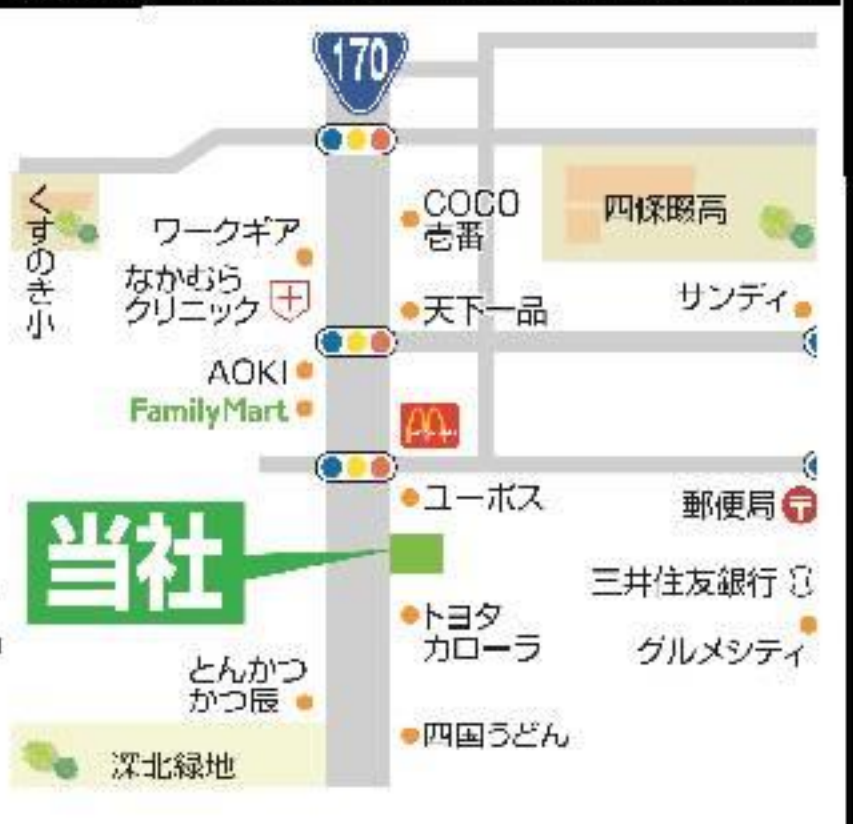 170
くすのき小
ワークギア
COCO
壱番
四條畷高
なかむら
クリニック
天下一品
サンディ
AOKI
FamilyMart
ユーポス
郵便局
当社
三井住友銀行
トヨタ
カローラ
グルメシティ
とんかつ
かつ辰
四国うどん
深北緑地